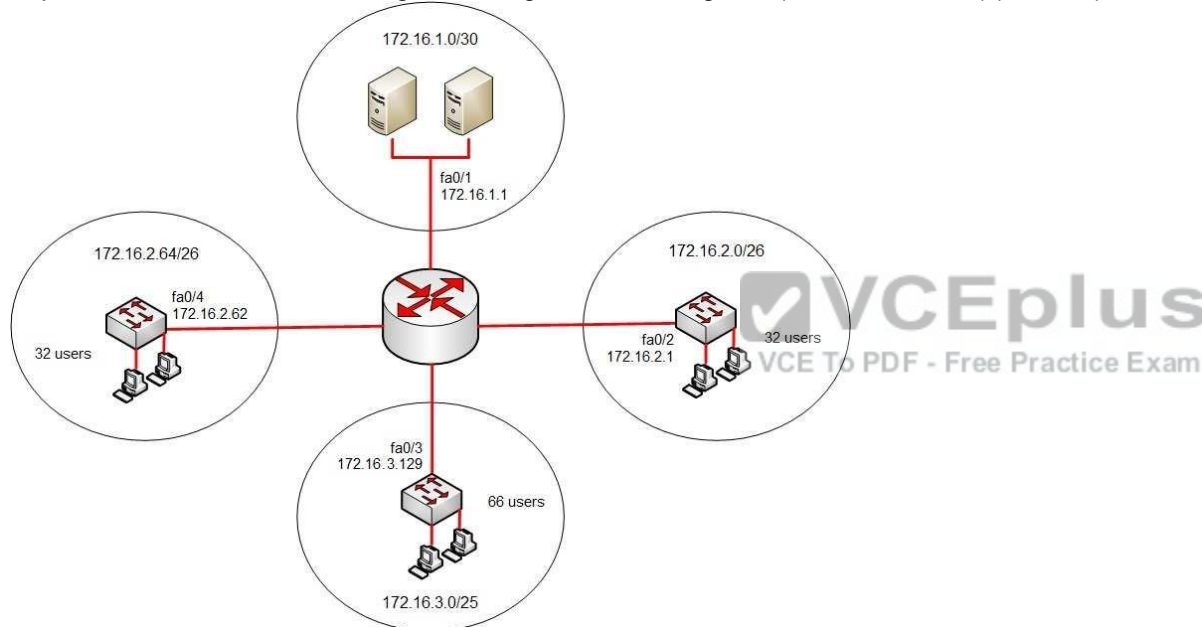 172.16.1.0/30
fa0/1
172.16.1.1
172.16.2.64/26
fa0/4
172.16.2.62
32 users
172.16.2.0/26
fa0/2
172.16.2.1
32 users
VCEplus
VCE To PDF - Free Practice Exam
fa0/3
172.16.3.129
66 users
172.16.3.0/25